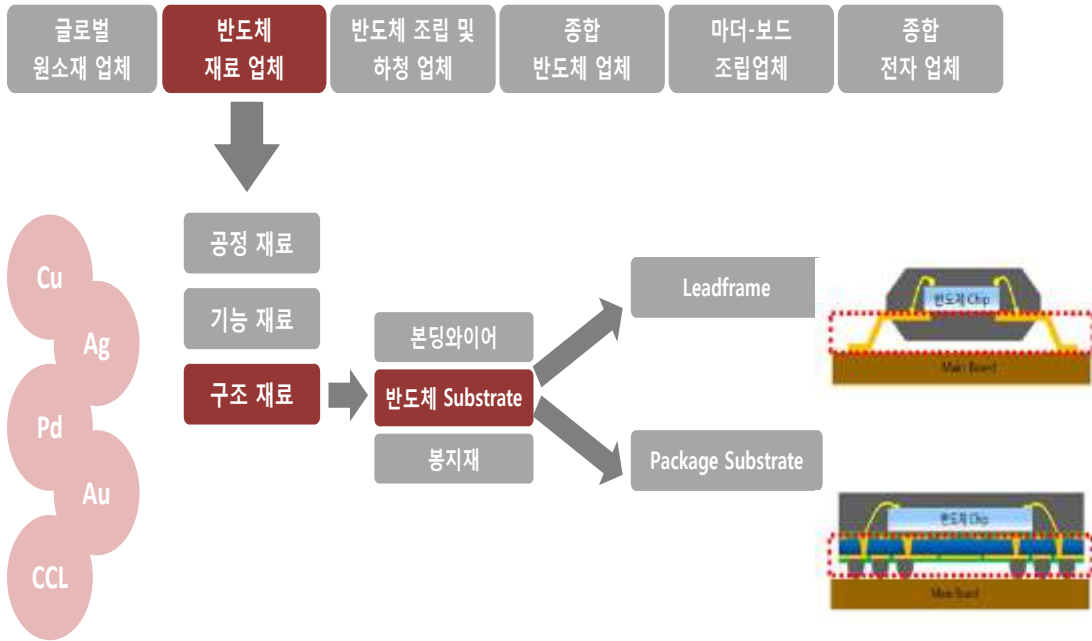 글로벌
원소재 업체
반도체
재료 업체
반도체 조립 및
하청 업체
종합
반도체 업체
마더-보드
조립업체
종합
전자 업체
Cu
Ag
Pd
Au
CCL
공정 재료
기능 재료
구조 재료
본딩와이어
반도체 Substrate
봉지재
Leadframe
Package Substrate
반도체 Chip
Main Board
반도체 Chip
Main Board